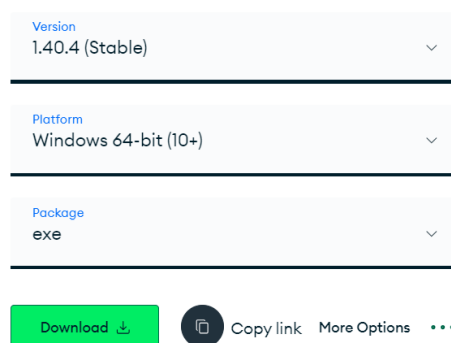 Version
1.40.4 (Stable)
Platform
Windows 64-bit (10+)
Package
exe
Download Copy link More Options